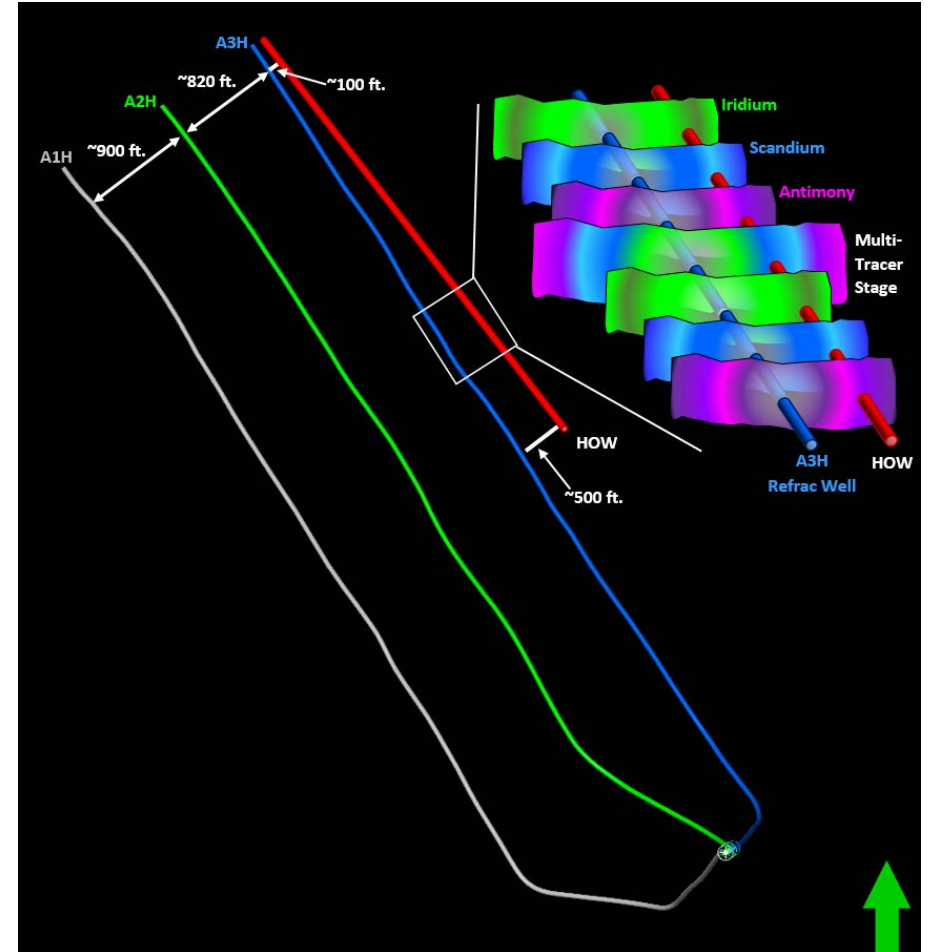 A3H
~820 ft.
~100 ft.
A2H
~900 ft.
A1H
Iridium
Scandium
Antimony
Multi-
Tracer
Stage
HOW
~500 ft.
A3H
Refrac Well
HOW